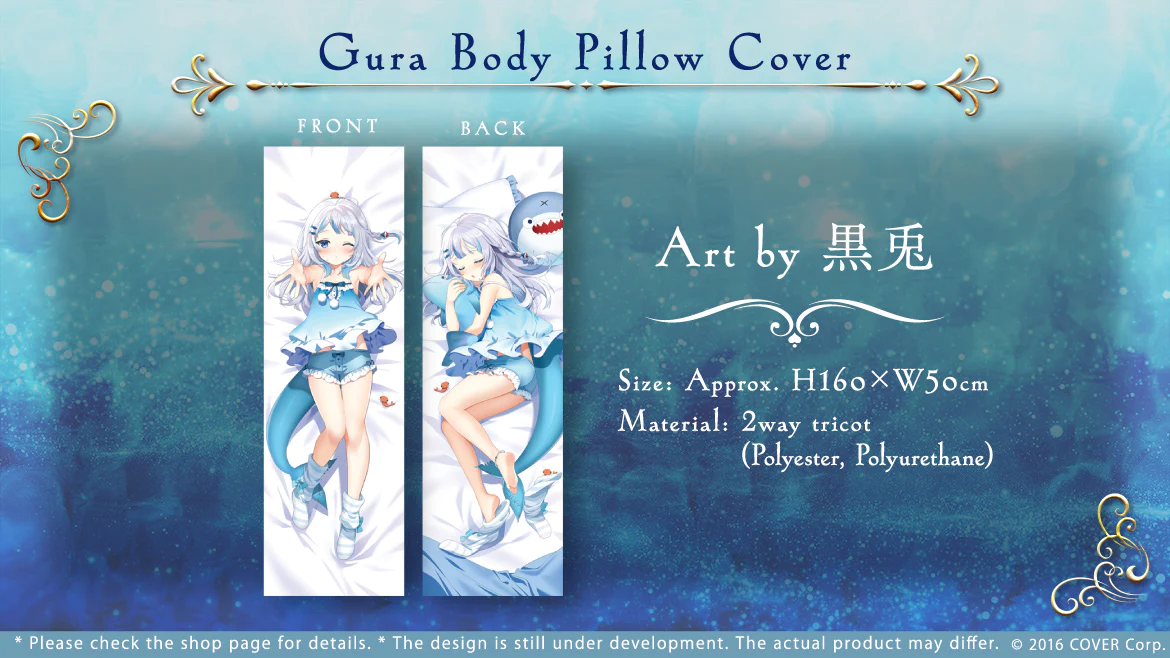 Gura Body Pillow Cover
FRONT
BACK
Art by 黒兎
Size: Approx. H160×W50cm
Material: 2way tricot
(Polyester, Polyurethane)
* Please check the shop page for details. * The design is still under development. The actual product may differ. © 2016 COVER Corp.